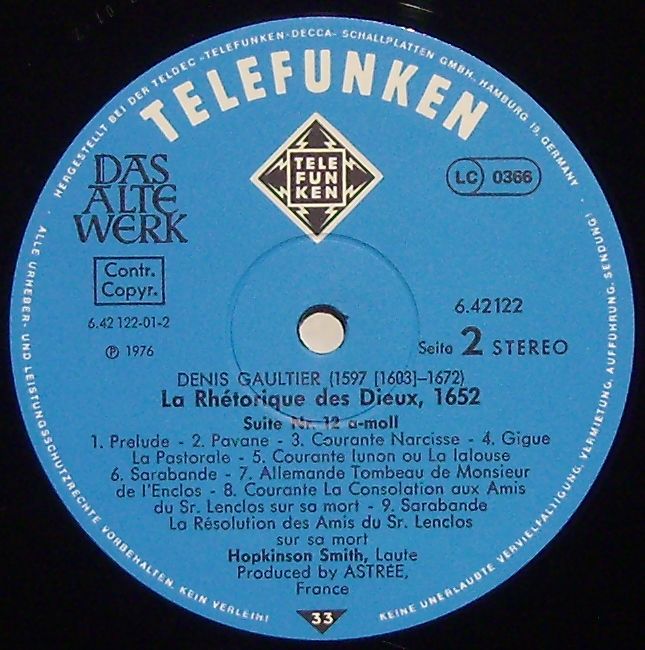 · HERGESTELLT BEI DER TELDEC »TELEFUNKEN-DECCA« SCHALLPLATTEN GMBH., HAMBURG 19, GERMANY ·
TELEFUNKEN
TELE
FUN
KEN
DAS
ALTE
WERK
LC 0366
Contr.
Copyr.
6.42 122-01-2
℗ 1976
6.42122
Seite 2 STEREO
DENIS GAULTIER (1597 [1603]–1672)
La Rhétorique des Dieux, 1652
Suite Nr. 12 a-moll
1. Prelude - 2. Pavane - 3. Courante Narcisse - 4. Gigue
La Pastorale - 5. Courante Iunon ou La Ialouse
6. Sarabande - 7. Allemande Tombeau de Monsieur
de l'Enclos - 8. Courante La Consolation aux Amis
du Sr. Lenclos sur sa mort - 9. Sarabande
La Résolution des Amis du Sr. Lenclos
sur sa mort
Hopkinson Smith, Laute
Produced by ASTRÉE,
France
33
· ALLE URHEBER- UND LEISTUNGSSCHUTZRECHTE VORBEHALTEN. KEIN VERLEIH! KEINE UNERLAUBTE VERVIELFÄLTIGUNG, VERMIETUNG, AUFFÜHRUNG, SENDUNG!